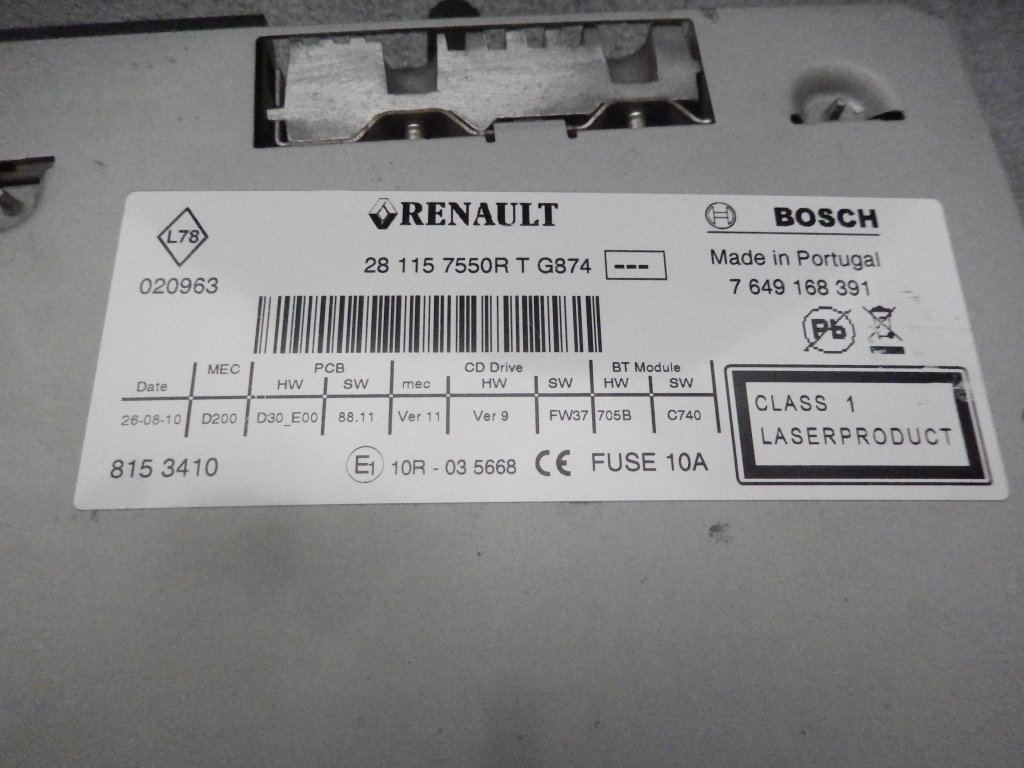 L78
RENAULT
BOSCH
020963
28 115 7550R T G874
---
Made in Portugal
7 649 168 391
Pb
MEC PCB CD Drive BT Module
Date HW SW mec HW SW HW SW
26-08-10 D200 D30_E00 88.11 Ver 11 Ver 9 FW37 705B C740
CLASS 1
LASERPRODUCT
815 3410
E1 10R - 03 5668 CE FUSE 10A